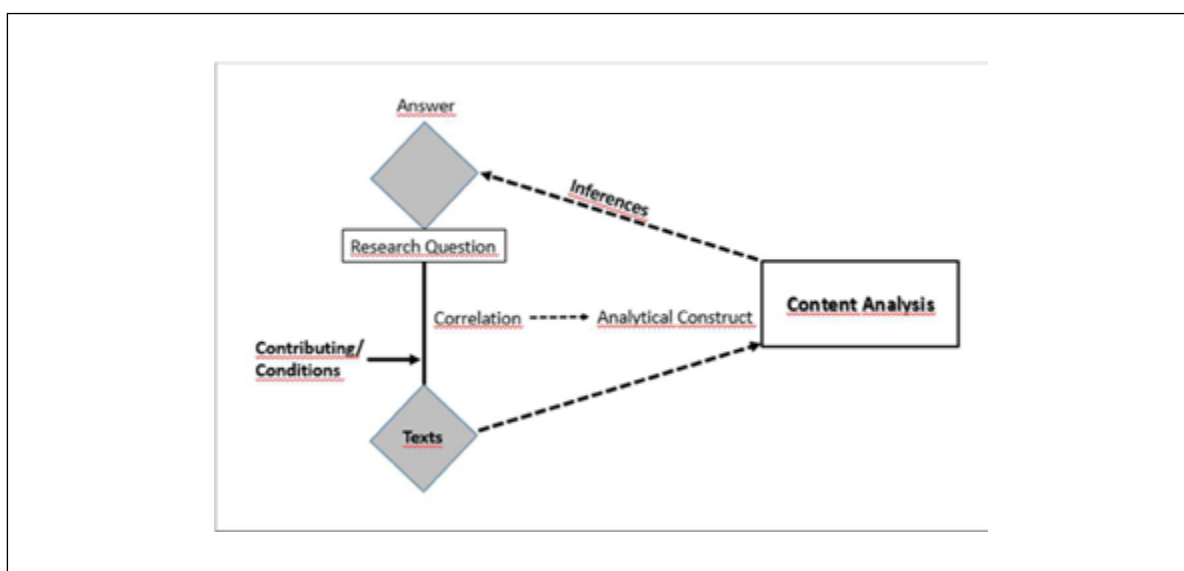 Answer
Inferences
Research Question
Correlation
Analytical Construct
Content Analysis
Contributing/
Conditions
Texts